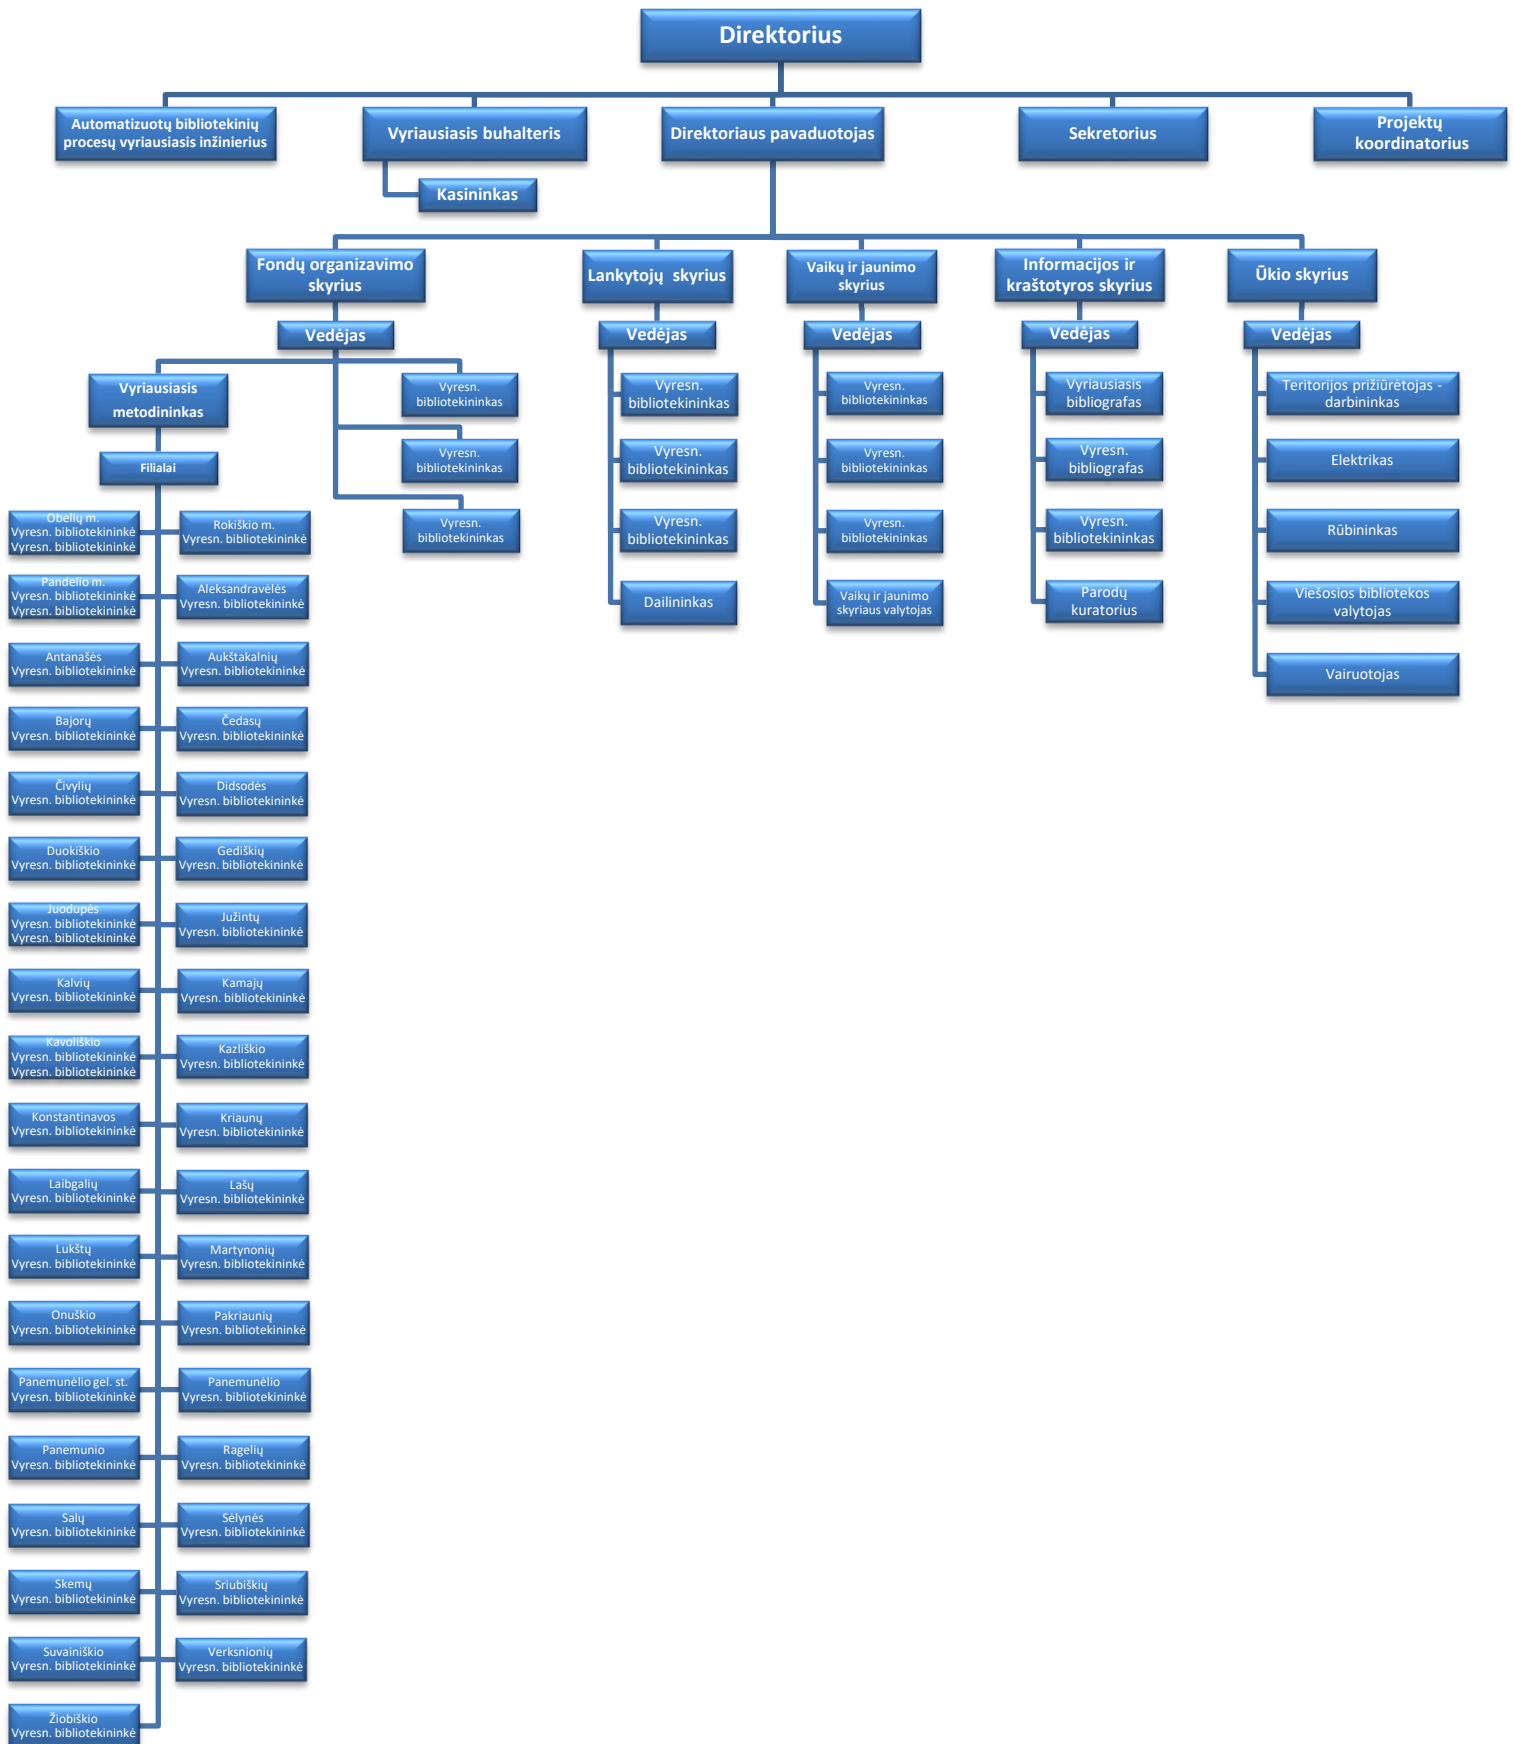 Direktorius
Automatizuotų bibliotekinių
procesų vyriausiasis inžinierius
Vyriausiasis buhalteris
Direktoriaus pavaduotojas
Sekretorius
Projektų
koordinatorius
Kasininkas
Fondų organizavimo
skyrius
Lankytojų skyrius
Vaikų ir jaunimo
skyrius
Informacijos ir
kraštotyros skyrius
Ūkio skyrius
Vedėjas
Vedėjas
Vedėjas
Vedėjas
Vedėjas
Vyriausiasis
metodininkas
Filialai
Vyresn.
bibliotekininkas
Vyresn.
bibliotekininkas
Vyresn.
bibliotekininkas
Vyresn.
bibliotekininkas
Vyresn.
bibliotekininkas
Vyresn.
bibliotekininkas
Dailininkas
Vyresn.
bibliotekininkas
Vyresn.
bibliotekininkas
Vyresn.
bibliotekininkas
Vaikų ir jaunimo
skyriaus valytojas
Vyriausiasis
bibliografas
Vyresn.
bibliografas
Vyresn.
bibliotekininkas
Parodų
kuratorius
Teritorijos prižiūrėtojas -
darbininkas
Elektrikas
Rūbininkas
Viešosios bibliotekos
valytojas
Vairuotojas
Obelių m.
Vyresn. bibliotekininkė
Vyresn. bibliotekininkė
Rokiškio m.
Vyresn. bibliotekininkė
Pandelio m.
Vyresn. bibliotekininkė
Vyresn. bibliotekininkė
Aleksandravėlės
Vyresn. bibliotekininkė
Antanašės
Vyresn. bibliotekininkė
Aukštakalnių
Vyresn. bibliotekininkė
Bajorų
Vyresn. bibliotekininkė
Čedasų
Vyresn. bibliotekininkė
Čivylių
Vyresn. bibliotekininkė
Didsodės
Vyresn. bibliotekininkė
Duokiškio
Vyresn. bibliotekininkė
Gediškių
Vyresn. bibliotekininkė
Juodupės
Vyresn. bibliotekininkė
Vyresn. bibliotekininkė
Jūžintų
Vyresn. bibliotekininkė
Kalvių
Vyresn. bibliotekininkė
Kamajų
Vyresn. bibliotekininkė
Kavoliškio
Vyresn. bibliotekininkė
Vyresn. bibliotekininkė
Kazliškio
Vyresn. bibliotekininkė
Konstantinavos
Vyresn. bibliotekininkė
Kriaunų
Vyresn. bibliotekininkė
Laibgalių
Vyresn. bibliotekininkė
Lašų
Vyresn. bibliotekininkė
Lukštų
Vyresn. bibliotekininkė
Martynonių
Vyresn. bibliotekininkė
Onuškio
Vyresn. bibliotekininkė
Pakriaunių
Vyresn. bibliotekininkė
Panemunėlio gel. st.
Vyresn. bibliotekininkė
Panemunėlio
Vyresn. bibliotekininkė
Panemunio
Vyresn. bibliotekininkė
Ragelių
Vyresn. bibliotekininkė
Salų
Vyresn. bibliotekininkė
Sėlynės
Vyresn. bibliotekininkė
Skemų
Vyresn. bibliotekininkė
Sriubiškių
Vyresn. bibliotekininkė
Suvainiškio
Vyresn. bibliotekininkė
Verksnionių
Vyresn. bibliotekininkė
Žiobiškio
Vyresn. bibliotekininkė